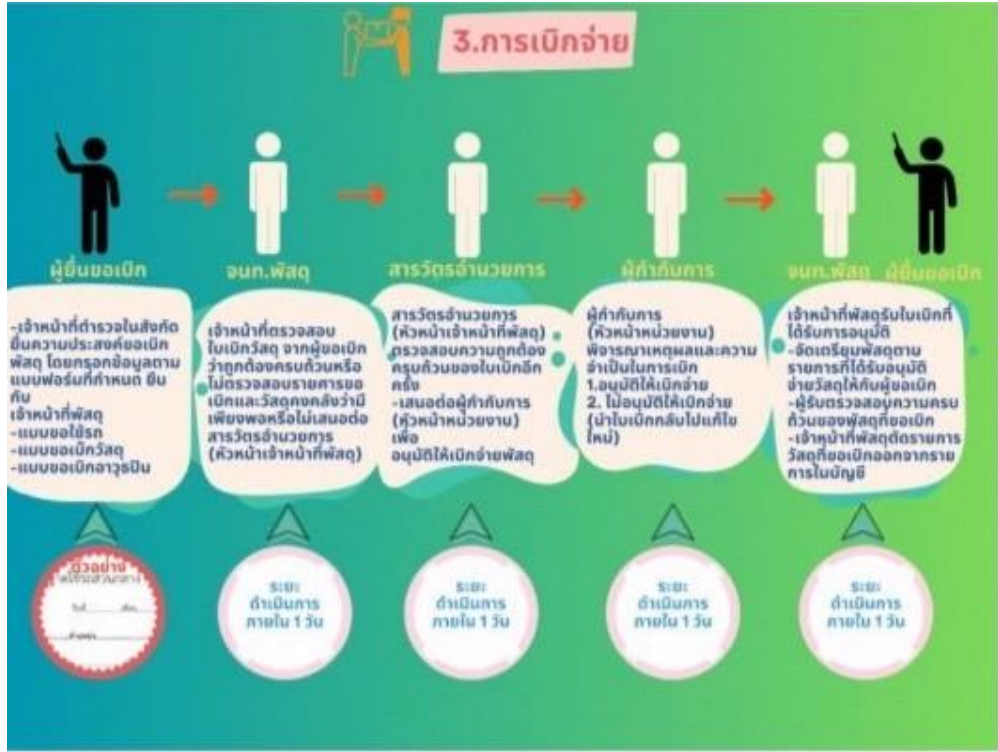 3.การเบิกจ่าย
ผู้ยื่นขอเบิก
จนท.พัสดุ
สารวัตรอำนวยการ
ผู้กำกับการ
จนท.พัสดุ
ผู้ยื่นขอเบิก
-เจ้าหน้าที่ตำรวจในสังกัด
ยื่นความประสงค์ขอเบิก
พัสดุ โดยกรอกข้อมูลตาม
แบบฟอร์มที่กำหนด ยื่น
กับ
เจ้าหน้าที่พัสดุ
-แบบขอใช้รถ
-แบบขอเบิกวัสดุ
-แบบขอเบิกอาวุธปืน
เจ้าหน้าที่ตรวจสอบ
ใบเบิกวัสดุ จากผู้ขอเบิก
ว่าถูกต้องครบถ้วนหรือ
ไม่ตรวจสอบรายการขอ
เบิกและวัสดุคงคลังว่ามี
เพียงพอหรือไม่เสนอต่อ
สารวัตรอำนวยการ
(หัวหน้าเจ้าหน้าที่พัสดุ)
สารวัตรอำนวยการ
(หัวหน้าเจ้าหน้าที่พัสดุ)
ตรวจสอบความถูกต้อง
ครบถ้วนของใบเบิกอีก
ครั้ง
-เสนอต่อผู้กำกับการ
(หัวหน้าหน่วยงาน)
เพื่อ
อนุมัติให้เบิกจ่ายพัสดุ
ผู้กำกับการ
(หัวหน้าหน่วยงาน)
พิจารณาเหตุผลและความ
จำเป็นในการเบิก
1.อนุมัติให้เบิกจ่าย
2. ไม่อนุมัติให้เบิกจ่าย
(นำใบเบิกกลับไปแก้ไข
ใหม่)
เจ้าหน้าที่พัสดุรับใบเบิกที่
ได้รับการอนุมัติ
-จัดเตรียมพัสดุตาม
รายการที่ได้รับอนุมัติ
จ่ายวัสดุให้กับผู้ขอเบิก
-ผู้รับตรวจสอบความครบ
ถ้วนของพัสดุที่ขอเบิก
-เจ้าหน้าที่พัสดุตัดรายการ
วัสดุที่ขอเบิกออกจากราย
การในบัญชี
ตัวอย่าง
ระยะ
ดำเนินการ
ภายใน 1 วัน
ระยะ
ดำเนินการ
ภายใน 1 วัน
ระยะ
ดำเนินการ
ภายใน 1 วัน
ระยะ
ดำเนินการ
ภายใน 1 วัน